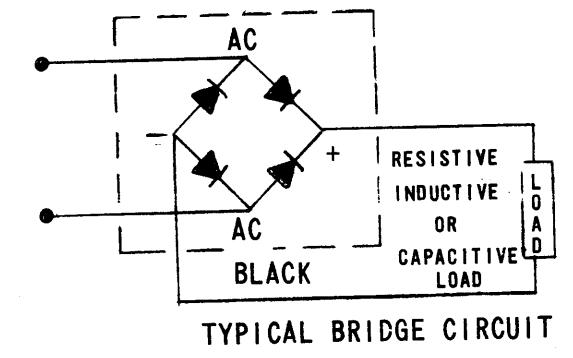 AC
−
+
RESISTIVE
INDUCTIVE
OR
CAPACITIVE
LOAD
LOAD
AC
BLACK
TYPICAL BRIDGE CIRCUIT